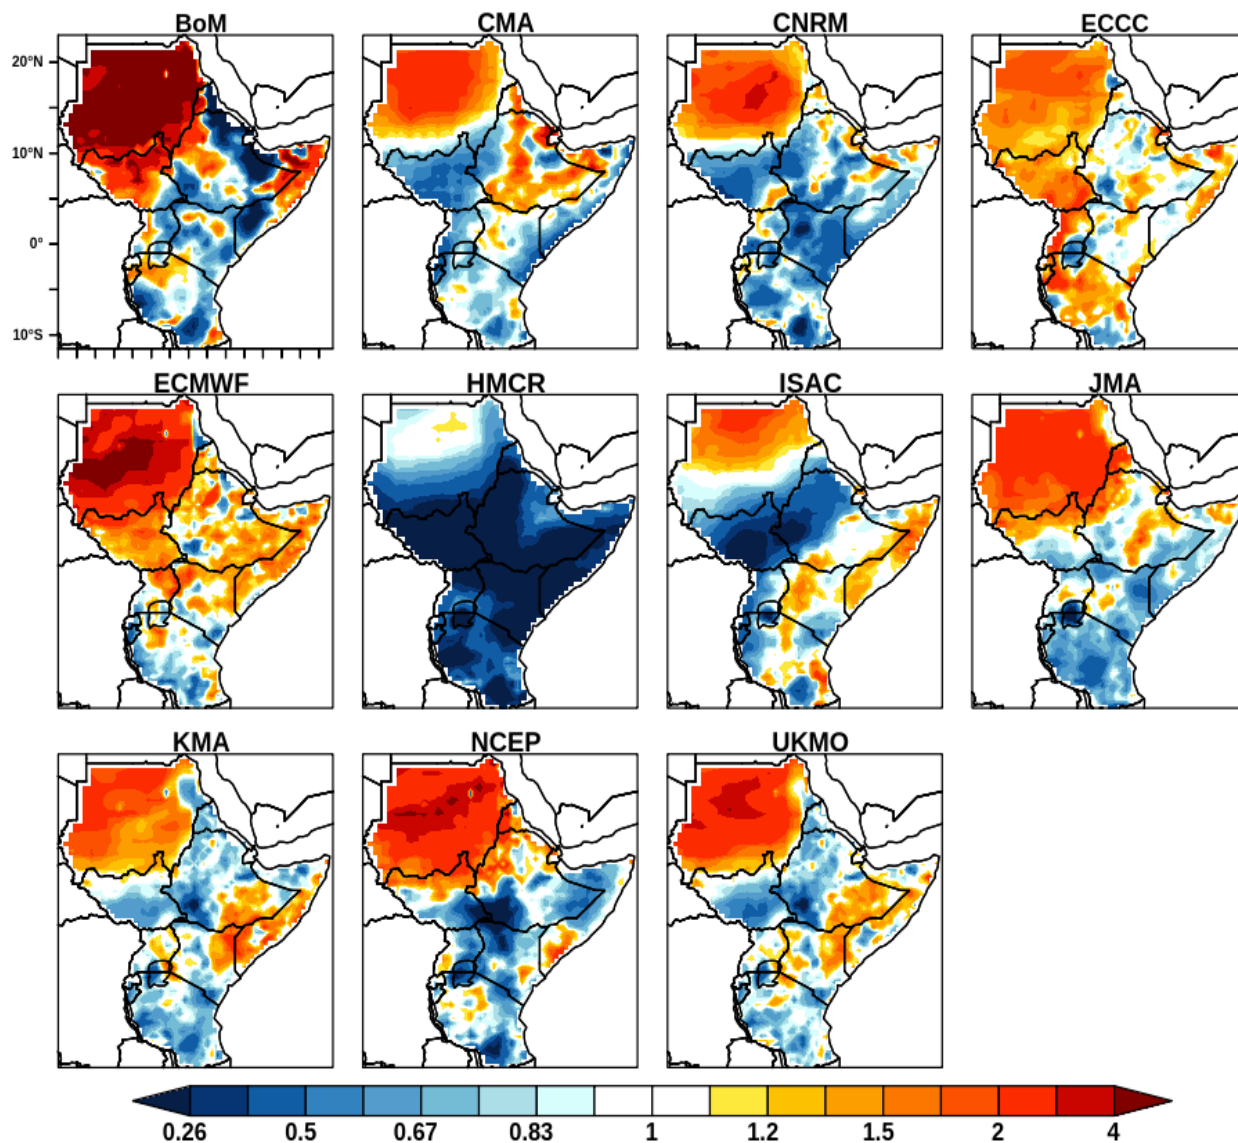 BoM CMA CNRM ECCC
20°N
10°N
0°
10°S
ECMWF HMCR ISAC JMA
KMA NCEP UKMO
0.26 0.5 0.67 0.83 1 1.2 1.5 2 4